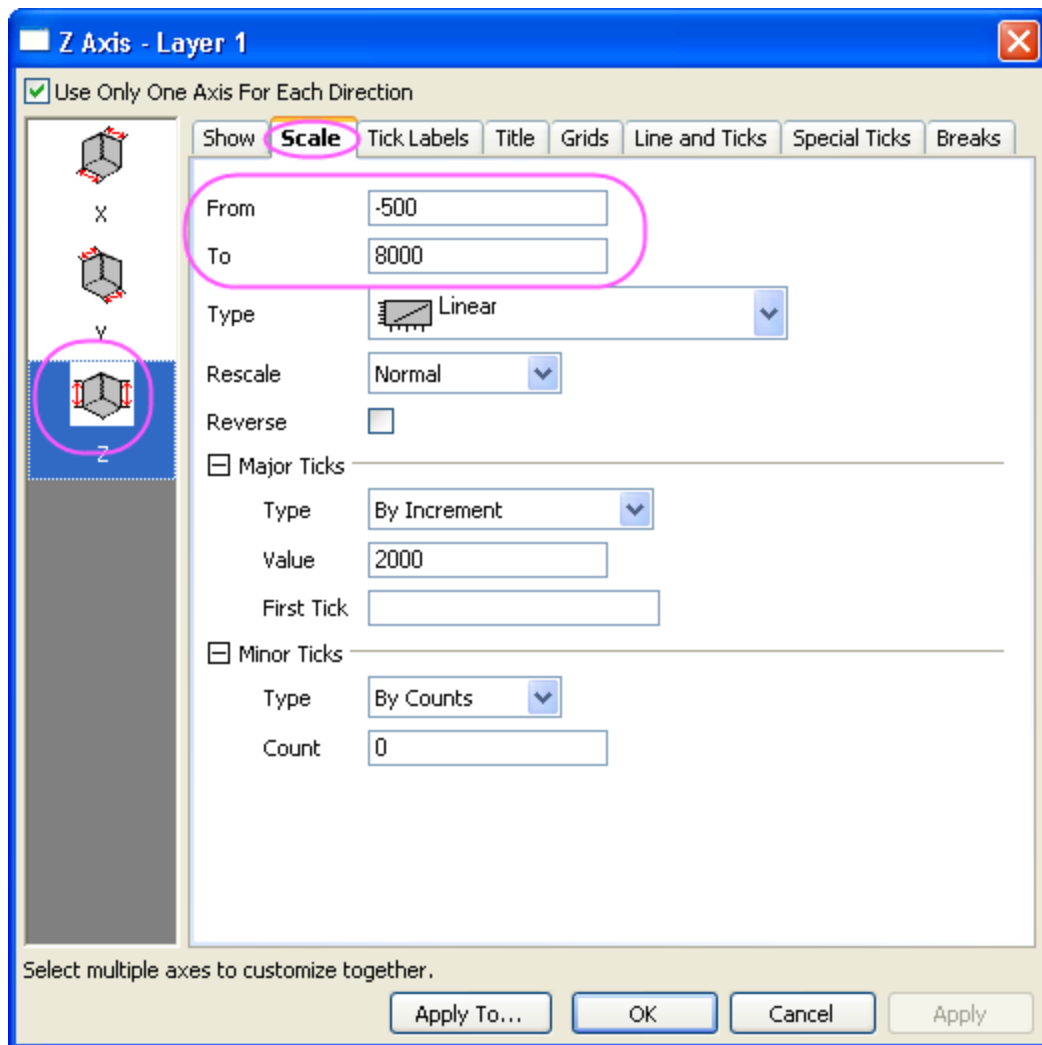 Z Axis - Layer 1
Use Only One Axis For Each Direction
X
Y
Z
Show Scale Tick Labels Title Grids Line and Ticks Special Ticks Breaks
From -500
To 8000
Type Linear
Rescale Normal
Reverse
Major Ticks
Type By Increment
Value 2000
First Tick
Minor Ticks
Type By Counts
Count 0
Select multiple axes to customize together.
Apply To... OK Cancel Apply